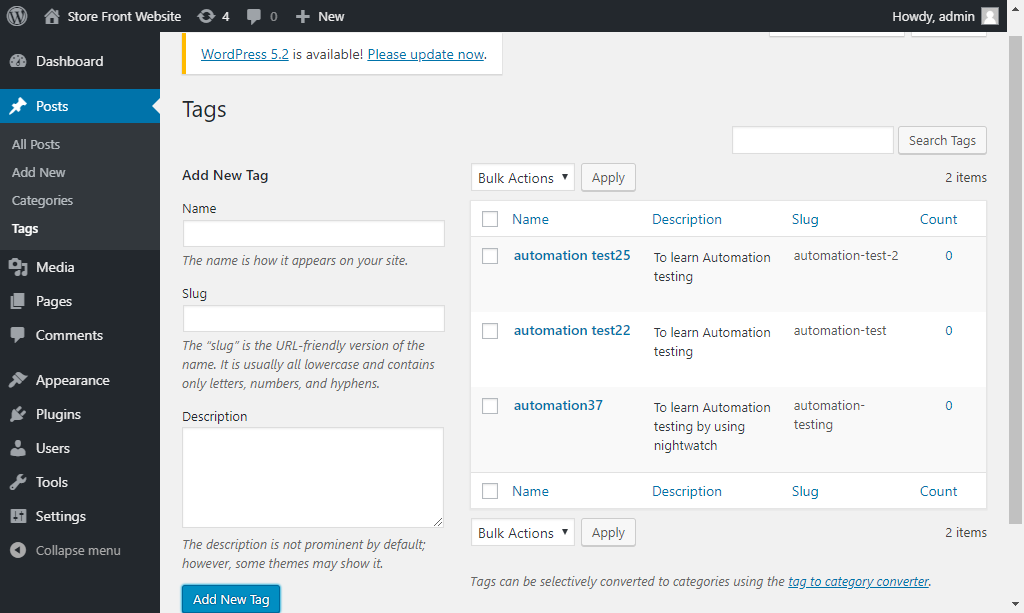 Store Front Website 4 0 New Howdy, admin
Dashboard
Posts
All Posts
Add New
Categories
Tags
Media
Pages
Comments
Appearance
Plugins
Users
Tools
Settings
Collapse menu
WordPress 5.2 is available! Please update now.
Tags
Search Tags
Add New Tag
Name
The name is how it appears on your site.
Slug
The “slug” is the URL-friendly version of the
name. It is usually all lowercase and contains
only letters, numbers, and hyphens.
Description
The description is not prominent by default;
however, some themes may show it.
Add New Tag
Bulk Actions Apply 2 items
Name Description Slug Count
automation test25 To learn Automation automation-test-2 0
testing
automation test22 To learn Automation automation-test 0
testing
automation37 To learn Automation automation- 0
testing by using testing
nightwatch
Name Description Slug Count
Bulk Actions Apply 2 items
Tags can be selectively converted to categories using the tag to category converter.